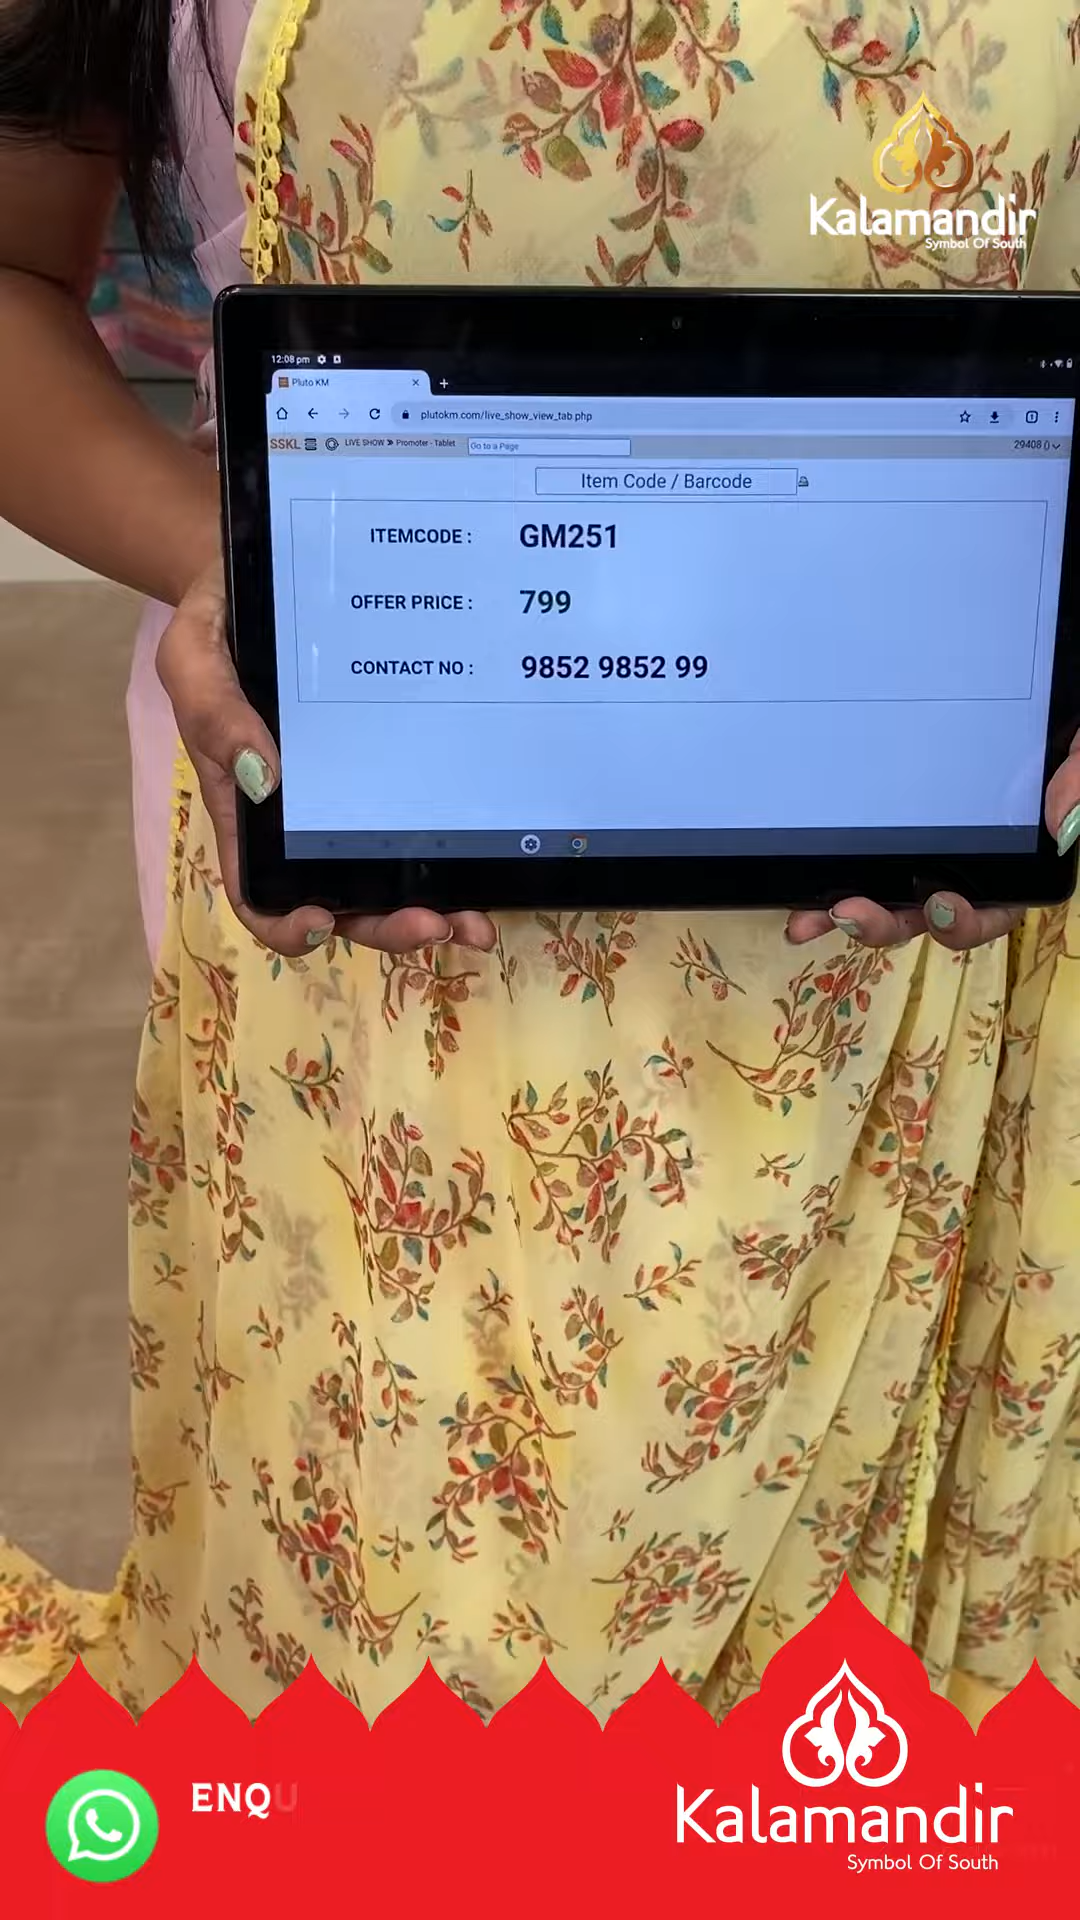 Kalamandir
Symbol Of South
12:08 pm
Pluto KM
plutokm.com/live_show_view_tab.php
SSKL
LIVE SHOW
Promoter - Tablet
Go to a Page
29408 ()
Item Code / Barcode
ITEMCODE : GM251
OFFER PRICE : 799
CONTACT NO : 9852 9852 99
ENQU
Kalamandir
Symbol Of South